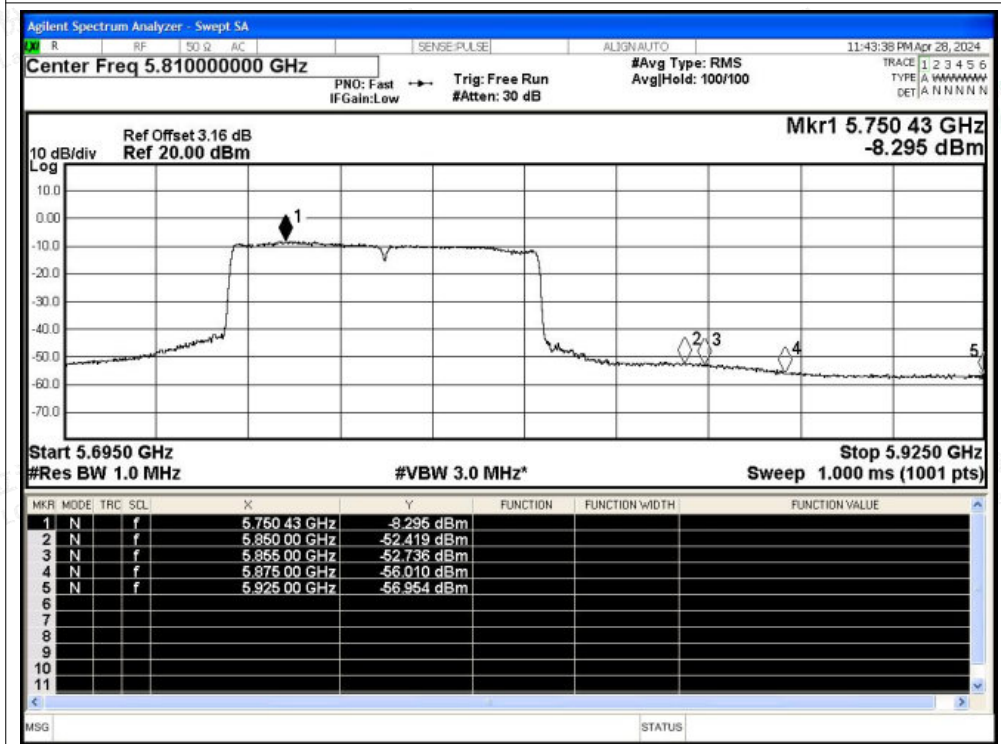 Agilent Spectrum Analyzer - Swept SA
LXI R RF 50 Ω AC SENSE:PULSE ALIGNAUTO 11:43:38 PM Apr 28, 2024
Center Freq 5.810000000 GHz
PNO: Fast
IFGain:Low
Trig: Free Run
#Atten: 30 dB
#Avg Type: RMS
Avg|Hold: 100/100
TRACE 1 2 3 4 5 6
TYPE A WWWWW
DET A N N N N N
Mkr1 5.750 43 GHz
-8.295 dBm
Ref Offset 3.16 dB
10 dB/div Ref 20.00 dBm
Log
10.0
0.00
-10.0
-20.0
-30.0
-40.0
-50.0
-60.0
-70.0
1
2 3
4
5
Start 5.6950 GHz Stop 5.9250 GHz
#Res BW 1.0 MHz #VBW 3.0 MHz* Sweep 1.000 ms (1001 pts)
MKR MODE TRC SCL X Y FUNCTION FUNCTION WIDTH FUNCTION VALUE
1 N f 5.750 43 GHz -8.295 dBm
2 N f 5.850 00 GHz -52.419 dBm
3 N f 5.855 00 GHz -52.736 dBm
4 N f 5.875 00 GHz -56.010 dBm
5 N f 5.925 00 GHz -56.954 dBm
6
7
8
9
10
11
MSG STATUS